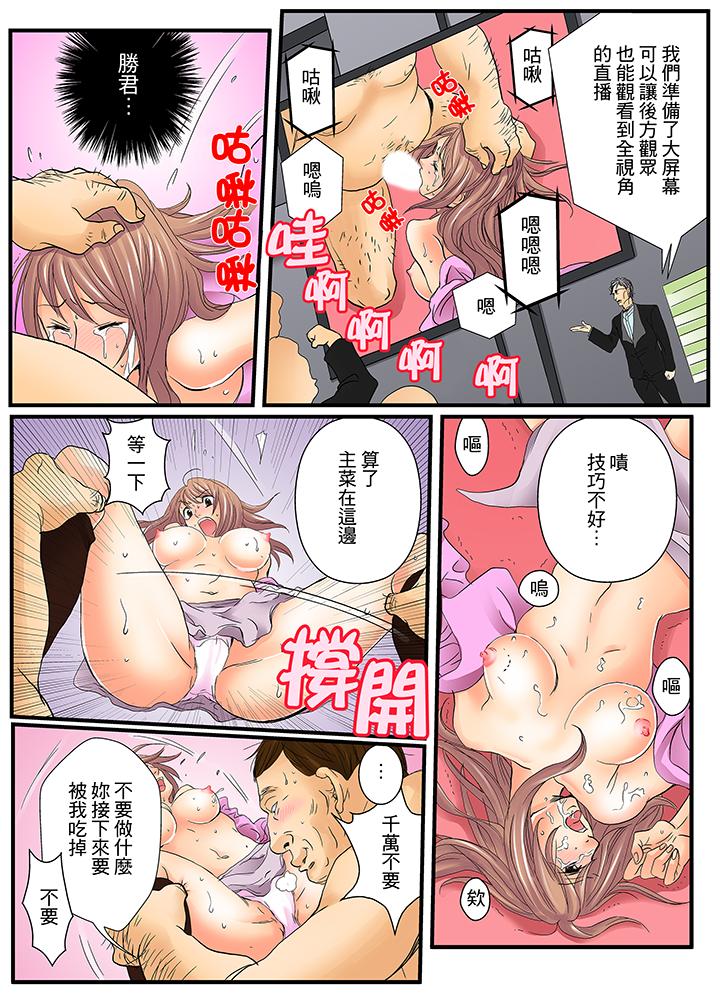 我們準備了大屏幕
可以讓後方觀眾
也能觀看到全視角
的直播
咕啾
咕啾
嗯嗚
嗯嗯嗯
嗯
哇
啊
啊
啊
啊
勝君…
嘖
技巧不好…
嘔
嗚
嘔
欸
算了
主菜在這邊
等一下
撐開
…
千萬不要
不要做什麼
妳接下來要
被我吃掉
不要